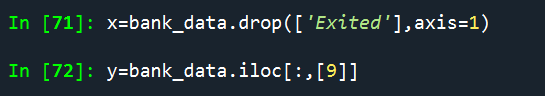 In [71]: x=bank_data.drop(['Exited'],axis=1)
In [72]: y=bank_data.iloc[:,[9]]